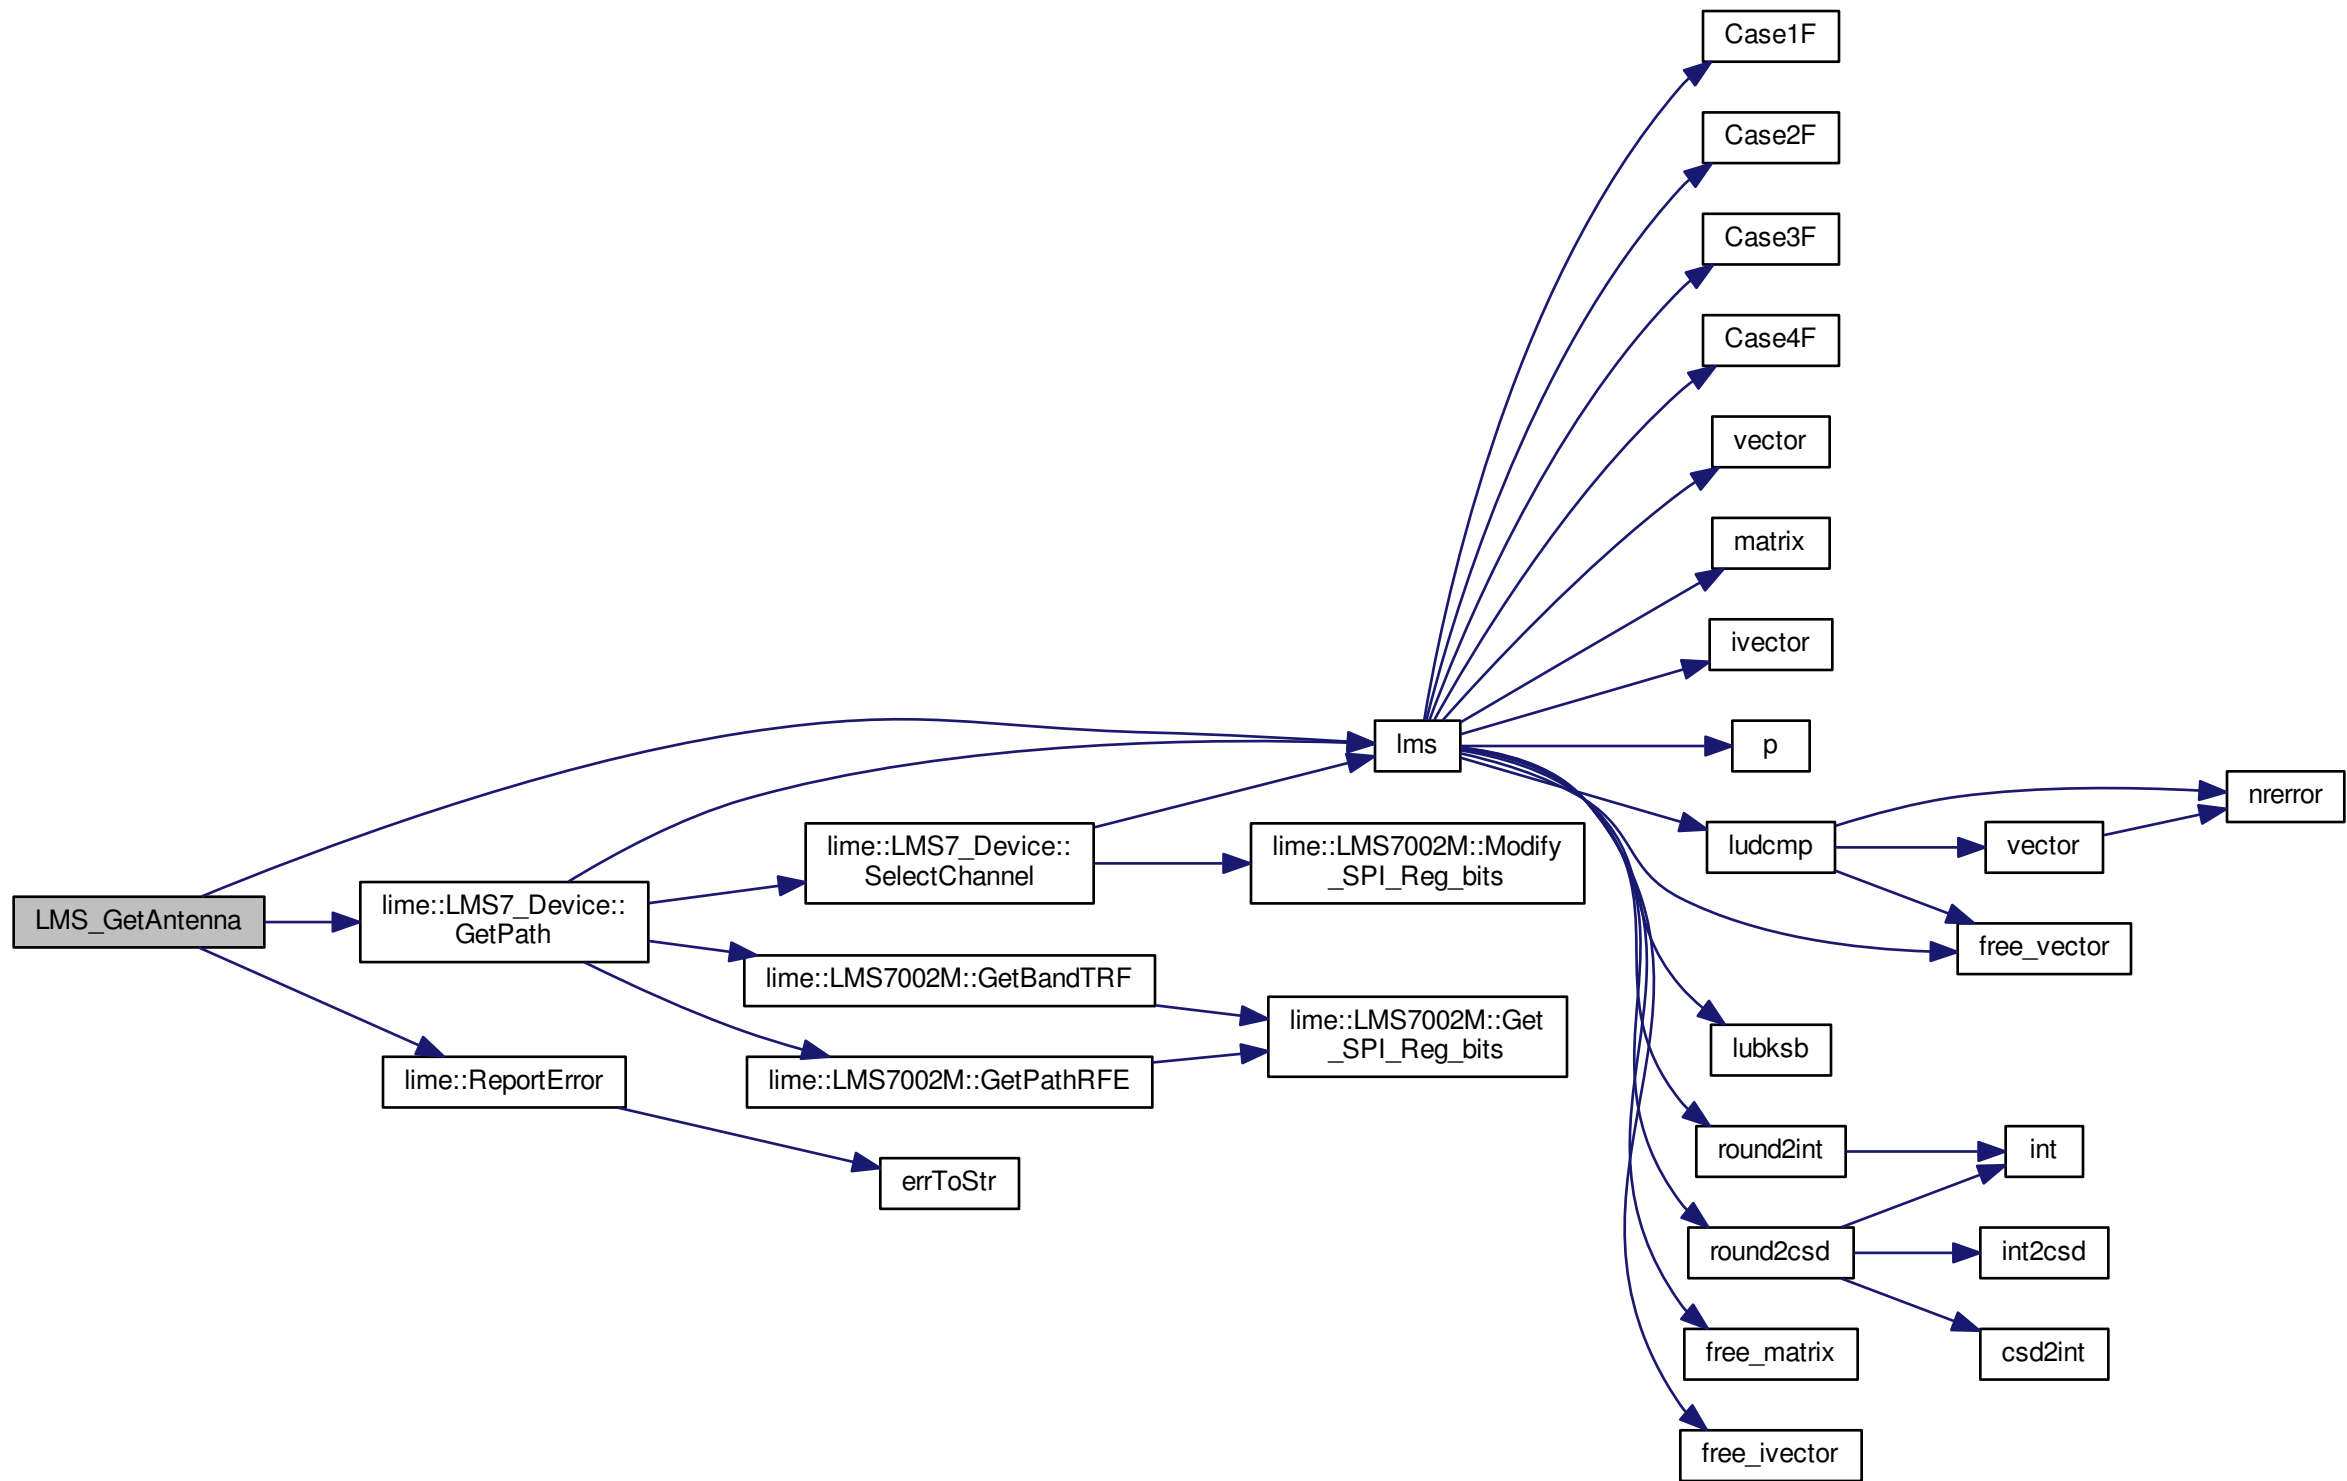 Case1F
Case2F
Case3F
Case4F
vector
matrix
ivector
lms
p
nrerror
lime::LMS7_Device::
SelectChannel
lime::LMS7002M::Modify
_SPI_Reg_bits
ludcmp
vector
LMS_GetAntenna
lime::LMS7_Device::
GetPath
free_vector
lime::LMS7002M::GetBandTRF
lime::LMS7002M::Get
_SPI_Reg_bits
lubksb
lime::ReportError
lime::LMS7002M::GetPathRFE
round2int
int
errToStr
round2csd
int2csd
free_matrix
csd2int
free_ivector